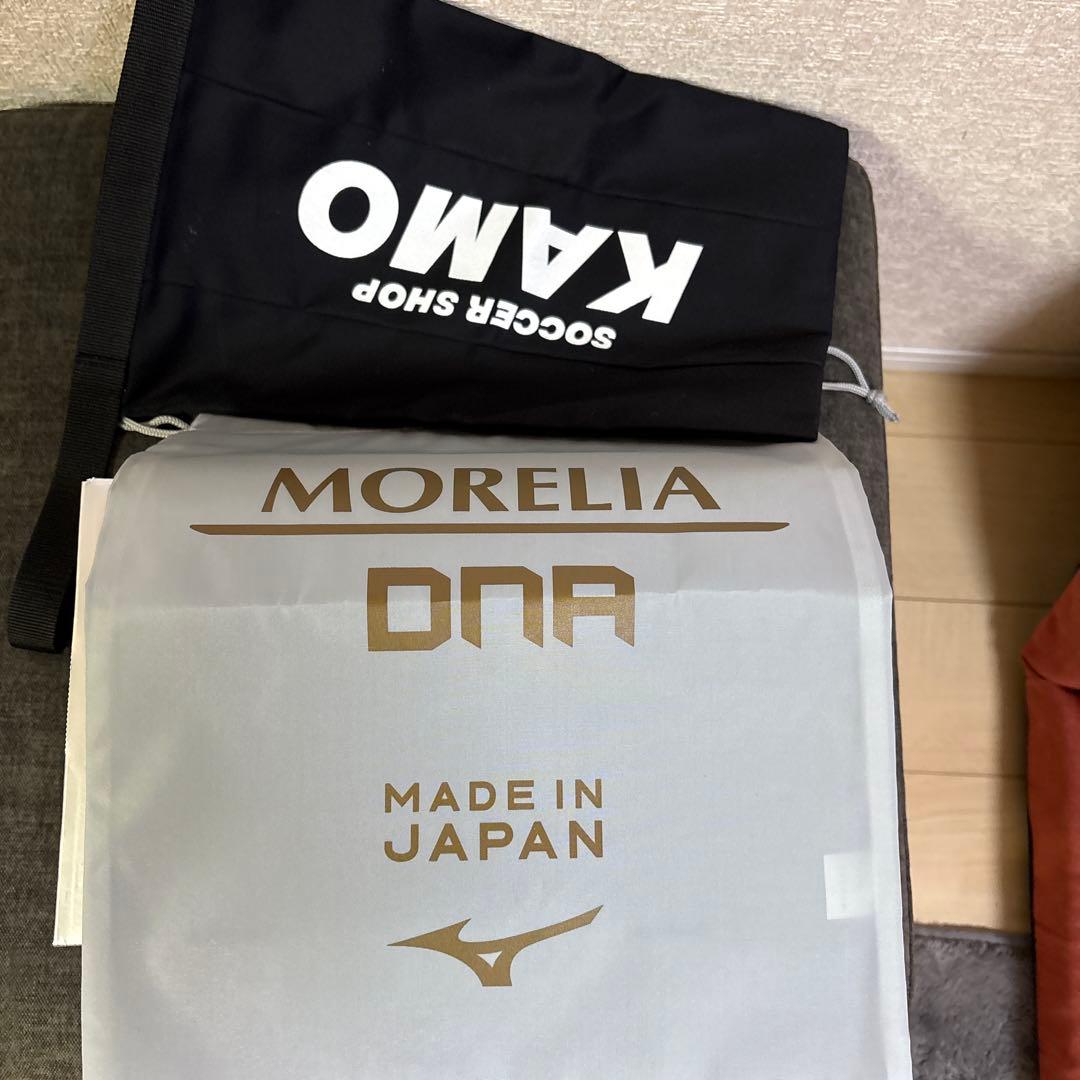 SOCCER SHOP
KAMO
MORELIA
DNA
MADE IN
JAPAN